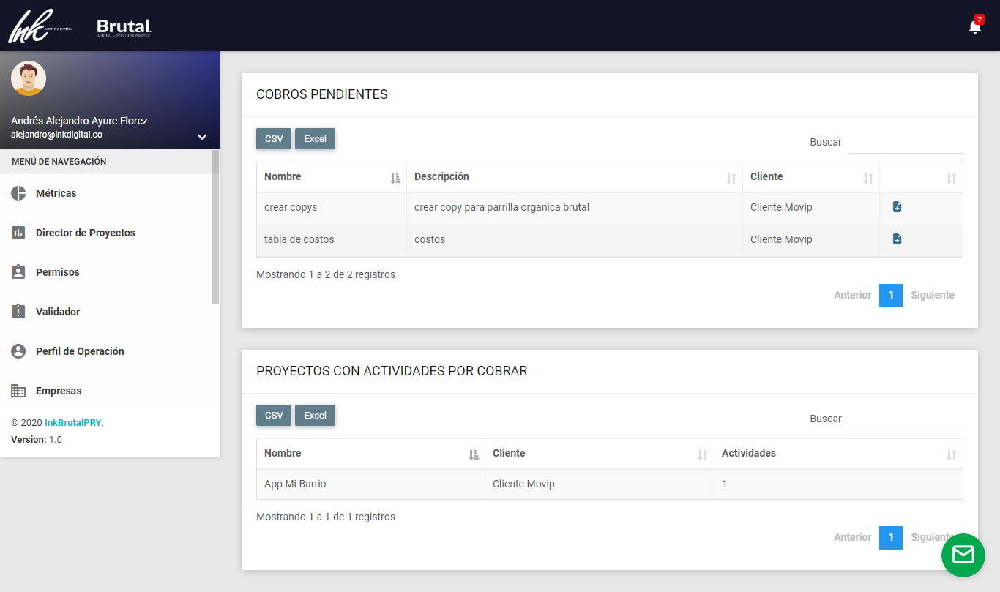 Ink AGENCIA DIGITAL
Brutal.
Digital Consulting Agency
7
Andrés Alejandro Ayure Florez
alejandro@inkdigital.co
MENÚ DE NAVEGACIÓN
Métricas
Director de Proyectos
Permisos
Validador
Perfil de Operación
Empresas
© 2020 InkBrutalPRY.
Version: 1.0
COBROS PENDIENTES
CSV Excel
Buscar:
Nombre Descripción Cliente
crear copys crear copy para parrilla organica brutal Cliente Movip
tabla de costos costos Cliente Movip
Mostrando 1 a 2 de 2 registros
Anterior 1 Siguiente
PROYECTOS CON ACTIVIDADES POR COBRAR
CSV Excel
Buscar:
Nombre Cliente Actividades
App Mi Barrio Cliente Movip 1
Mostrando 1 a 1 de 1 registros
Anterior 1 Siguiente